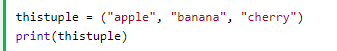 thistuple = ("apple", "banana", "cherry")
print(thistuple)